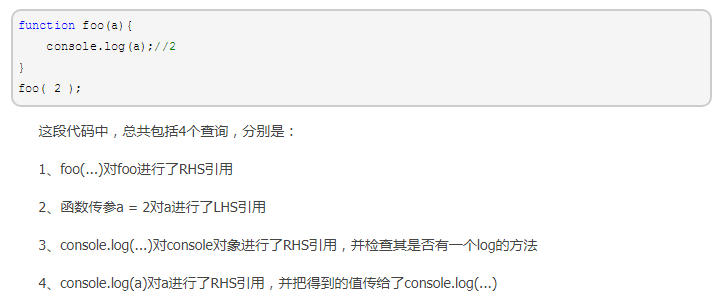 function foo(a){
    console.log(a);//2
}
foo( 2 );
这段代码中，总共包括4个查询，分别是：
1、foo(...)对foo进行了RHS引用
2、函数传参a = 2对a进行了LHS引用
3、console.log(...)对console对象进行了RHS引用，并检查其是否有一个log的方法
4、console.log(a)对a进行了RHS引用，并把得到的值传给了console.log(...)